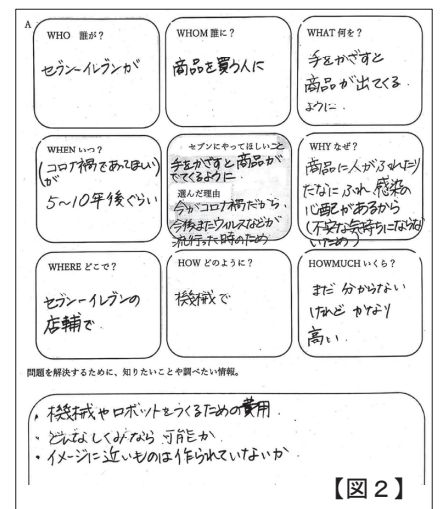 A
WHO 誰が？
セブンーイレブンが
WHOM 誰に？
商品を買う人に
WHAT 何を？
手をかざすと
商品が出てくる
ように．
WHEN いつ？
(コロナ禍であってほしい)
が
5～10年後ぐらい
セブンにやってほしいこと
手をかざすと商品が
でてくるように．
選んだ理由
今がコロナ禍だから、
今後またウィルスなどが
流行った時のため
WHY なぜ？
商品に人がふれたり
たなにふれ感染の
心配があるから
(不安な気持ちにならな
いため)
WHERE どこで？
セブンーイレブンの
店輔で．
HOW どのように？
機械で
HOWMUCH いくら？
まだ 分からない
けれど かなり
高い．
問題を解決するために、知りたいことや調べたい情報。
・機械やロボットをつくるための費用．
・どんなしくみなら 可能か
・イメージに近いものは作られていないか
【図２】